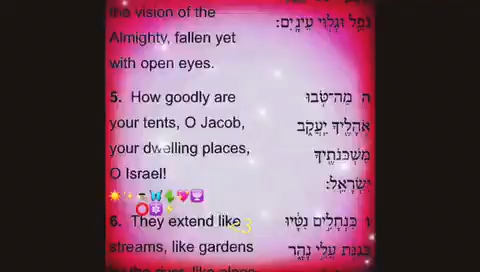 the vision of the
Almighty, fallen yet
with open eyes.
נֹפֵ֖ל וּגְל֥וּי עֵינָֽיִם:
5. How goodly are
your tents, O Jacob,
your dwelling places,
O Israel!
ה מַה־טֹּ֥בוּ
אֹֽהָלֶ֖יךָ יַֽעֲקֹ֑ב
מִשְׁכְּנֹתֶ֖יךָ
יִשְׂרָאֵֽל:
6. They extend like
streams, like gardens
ו כִּנְחָלִ֣ים נִטָּ֔יוּ
כְּגַנֹּ֖ת עֲלֵ֣י נָהָ֑ר